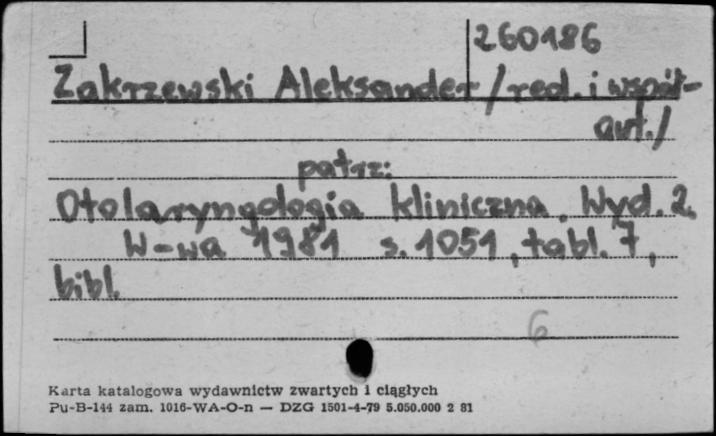 260186
Zakrzewski Aleksander /red. i współ-
aut./
patrz:
Otolaryngologia kliniczna. Wyd. 2.
W-wa 1981 s. 1051, tabl. 7,
bibl.
6
Karta katalogowa wydawnictw zwartych i ciągłych
Pu-B-144 zam. 1016-WA-O-n — DZG 1501-4-79 5.050.000 2 81